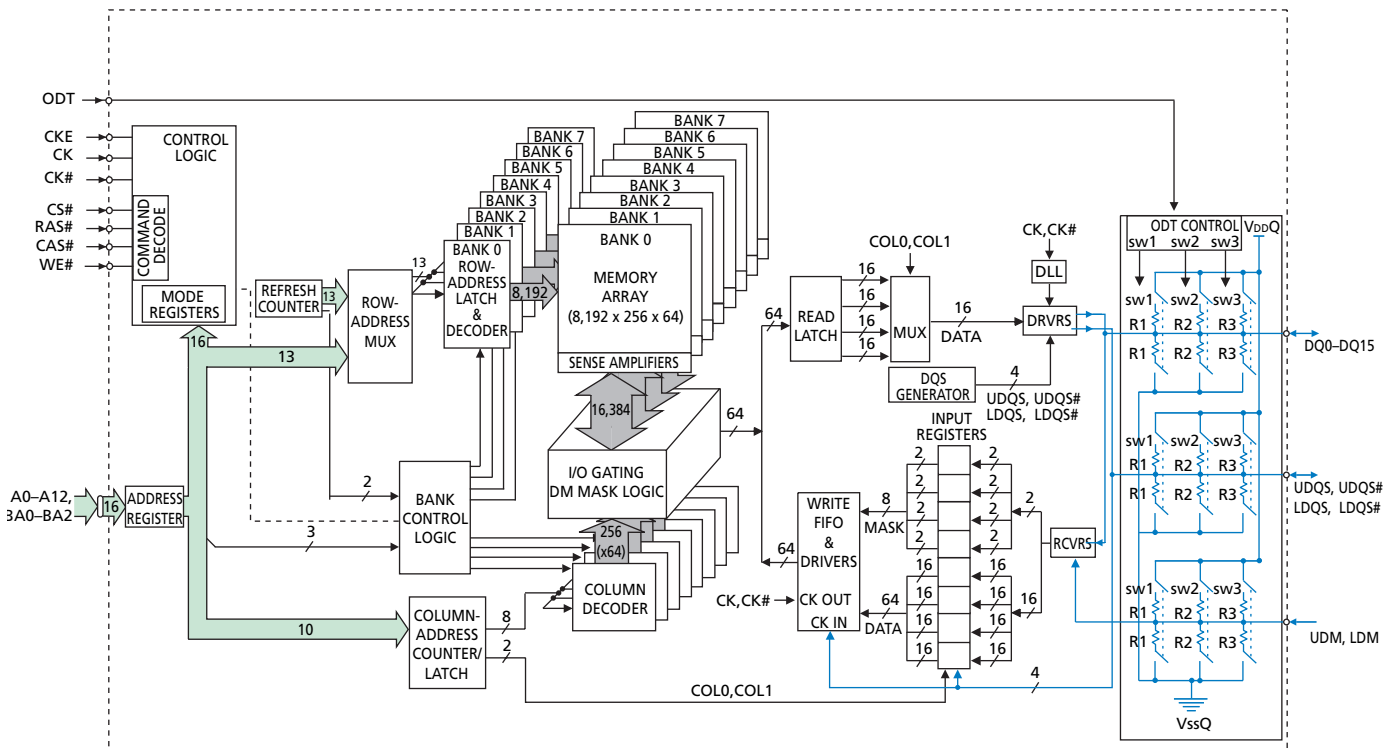 ODT
CKE
CK
CK#
CS#
RAS#
CAS#
WE#
CONTROL
LOGIC
COMMAND
DECODE
MODE
REGISTERS
16
A0–A12,
BA0–BA2
16
ADDRESS
REGISTER
REFRESH
COUNTER
13
13
ROW-
ADDRESS
MUX
13
2
3
10
BANK
CONTROL
LOGIC
COLUMN-
ADDRESS
COUNTER/
LATCH
8
2
BANK 7
BANK 6
BANK 5
BANK 4
BANK 3
BANK 2
BANK 1
BANK 0
ROW-
ADDRESS
LATCH
&
DECODER
8,192
BANK 7
BANK 6
BANK 5
BANK 4
BANK 3
BANK 2
BANK 1
BANK 0
MEMORY
ARRAY
(8,192 x 256 x 64)
SENSE AMPLIFIERS
16,384
I/O GATING
DM MASK LOGIC
256
(x64)
COLUMN
DECODER
COL0,COL1
64
64
64
READ
LATCH
16
16
16
16
COL0,COL1
MUX
16
DATA
CK,CK#
DLL
DRVRS
DQS
GENERATOR
4
UDQS, UDQS#
LDQS, LDQS#
INPUT
REGISTERS
2
2
2
2
2
2
2
2
2
8
MASK
WRITE
FIFO
&
DRIVERS
CK OUT
CK IN
CK,CK#
64
DATA
16
16
16
16
16
16
16
16
16
RCVRS
4
ODT CONTROL
VDDQ
sw1
sw2
sw3
sw1
sw2
sw3
R1
R2
R3
R1
R2
R3
DQ0–DQ15
sw1
sw2
sw3
R1
R2
R3
R1
R2
R3
UDQS, UDQS#
LDQS, LDQS#
sw1
sw2
sw3
R1
R2
R3
R1
R2
R3
UDM, LDM
VssQ